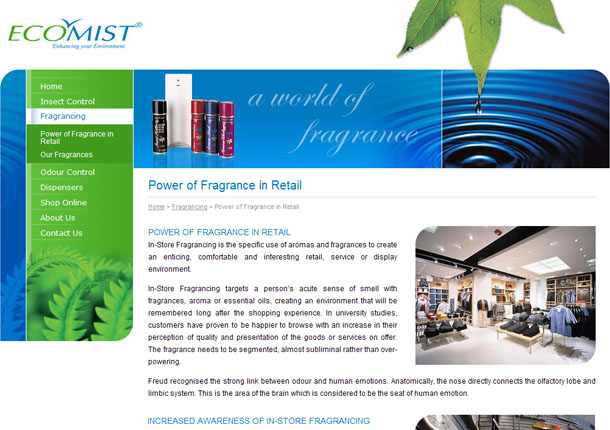 ECOMIST®
Enhancing your Environment
Home
Insect Control
Fragrancing
Power of Fragrance in
Retail
Our Fragrances
Odour Control
Dispensers
Shop Online
About Us
Contact Us
a world of
fragrance
Power of Fragrance in Retail
Home > Fragrancing > Power of Fragrance in Retail
POWER OF FRAGRANCE IN RETAIL
In-Store Fragrancing is the specific use of aromas and fragrances to create
an enticing, comfortable and interesting retail, service or display
environment.
In-Store Fragrancing targets a person's acute sense of smell with
fragrances, aroma or essential oils, creating an environment that will be
remembered long after the shopping experience. In university studies,
customers have proven to be happier to browse with an increase in their
perception of quality and presentation of the goods or services on offer.
The fragrance needs to be segmented, almost subliminal rather than over-
powering.
Freud recognised the strong link between odour and human emotions. Anatomically, the nose directly connects the olfactory lobe and
limbic system. This is the area of the brain which is considered to be the seat of human emotion.
INCREASED AWARENESS OF IN-STORE FRAGRANCING